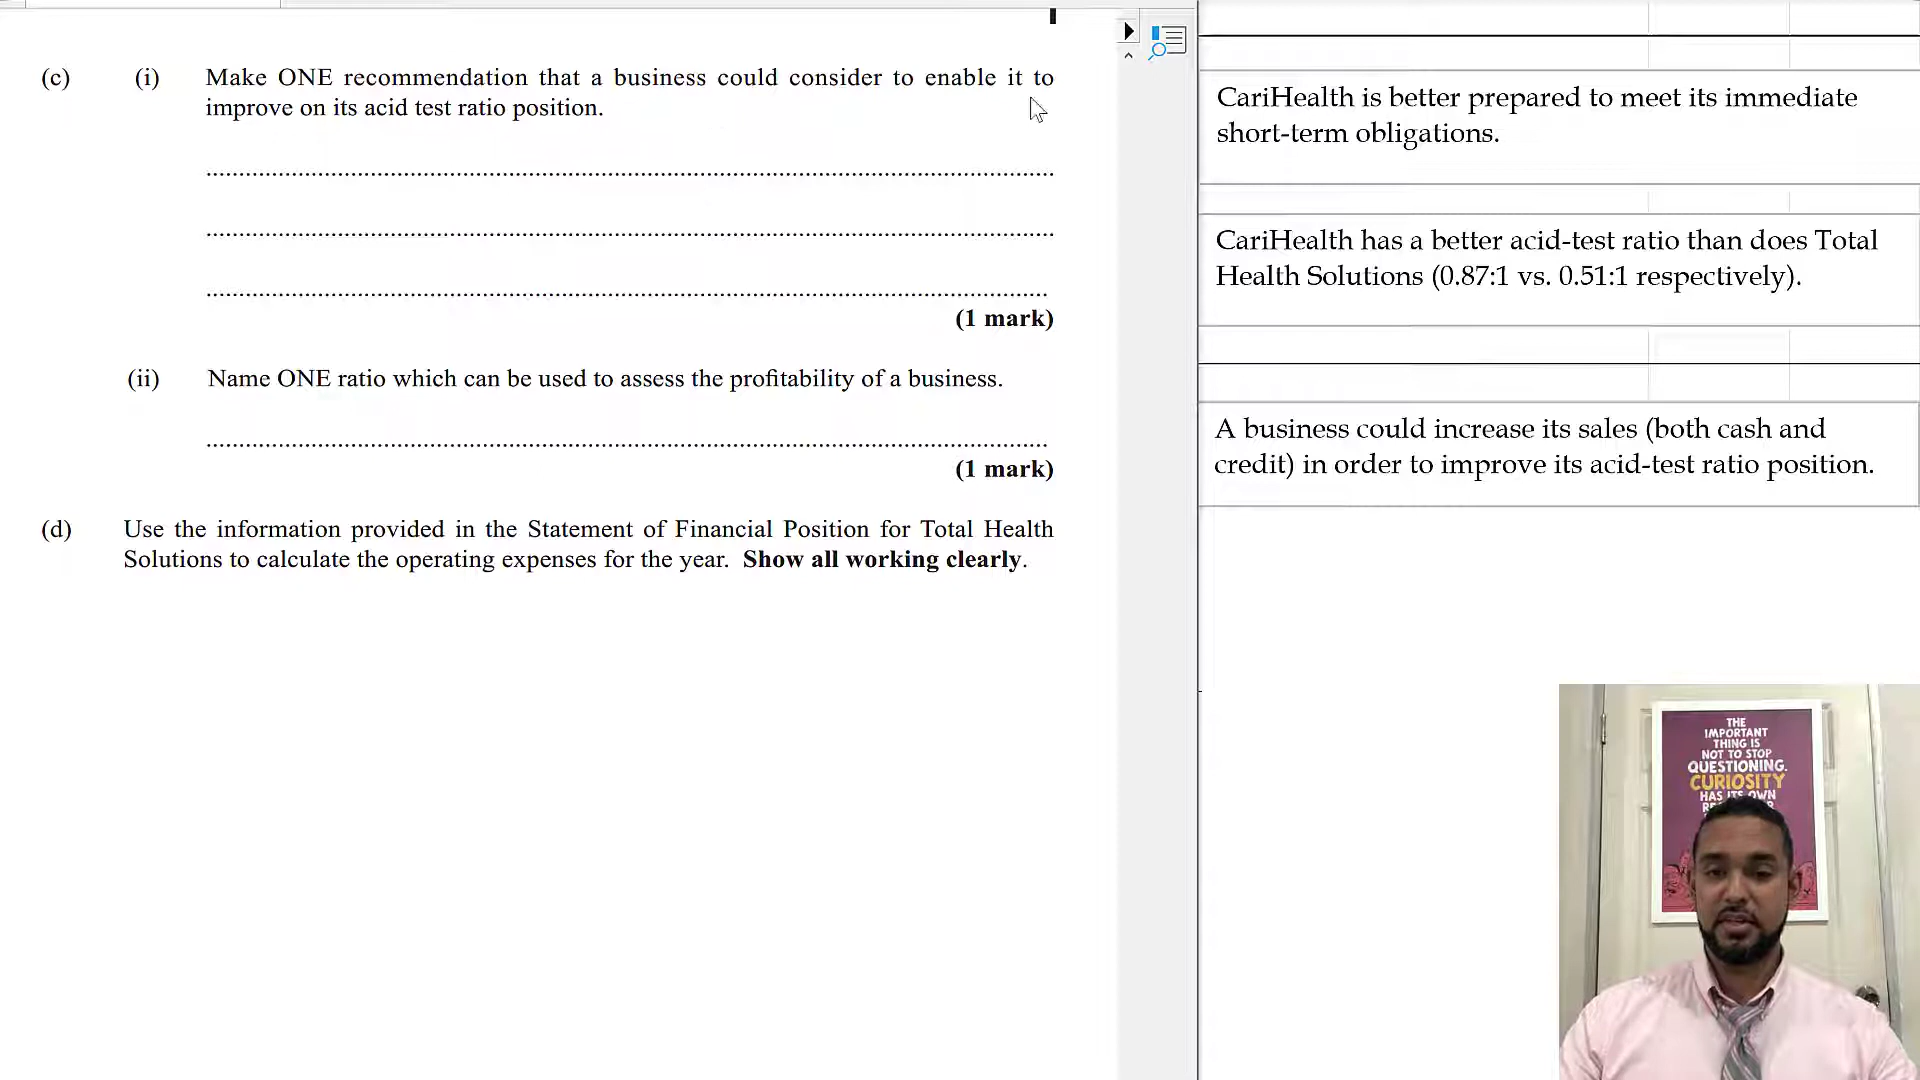 (c) (i) Make ONE recommendation that a business could consider to enable it to
improve on its acid test ratio position.
(1 mark)
(ii) Name ONE ratio which can be used to assess the profitability of a business.
(1 mark)
(d) Use the information provided in the Statement of Financial Position for Total Health
Solutions to calculate the operating expenses for the year. Show all working clearly.
CariHealth is better prepared to meet its immediate
short-term obligations.
CariHealth has a better acid-test ratio than does Total
Health Solutions (0.87:1 vs. 0.51:1 respectively).
A business could increase its sales (both cash and
credit) in order to improve its acid-test ratio position.
THE
IMPORTANT
THING IS
NOT TO STOP
QUESTIONING.
CURIOSITY
HAS ITS OWN